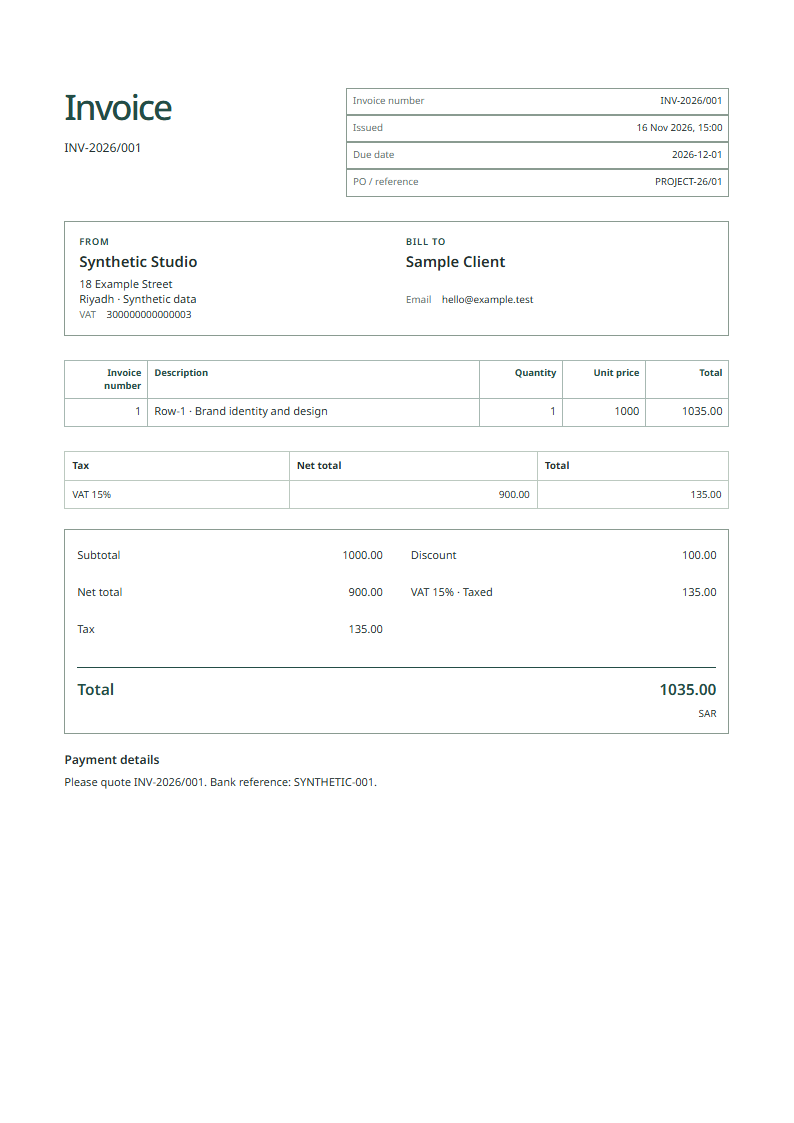 Invoice
INV-2026/001
Invoice number INV-2026/001
Issued 16 Nov 2026, 15:00
Due date 2026-12-01
PO / reference PROJECT-26/01
FROM
Synthetic Studio
18 Example Street
Riyadh · Synthetic data
VAT 300000000000003
BILL TO
Sample Client
Email hello@example.test
Invoice number Description Quantity Unit price Total
1 Row-1 · Brand identity and design 1 1000 1035.00
Tax Net total Total
VAT 15% 900.00 135.00
Subtotal 1000.00 Discount 100.00
Net total 900.00 VAT 15% · Taxed 135.00
Tax 135.00
Total 1035.00
SAR
Payment details
Please quote INV-2026/001. Bank reference: SYNTHETIC-001.